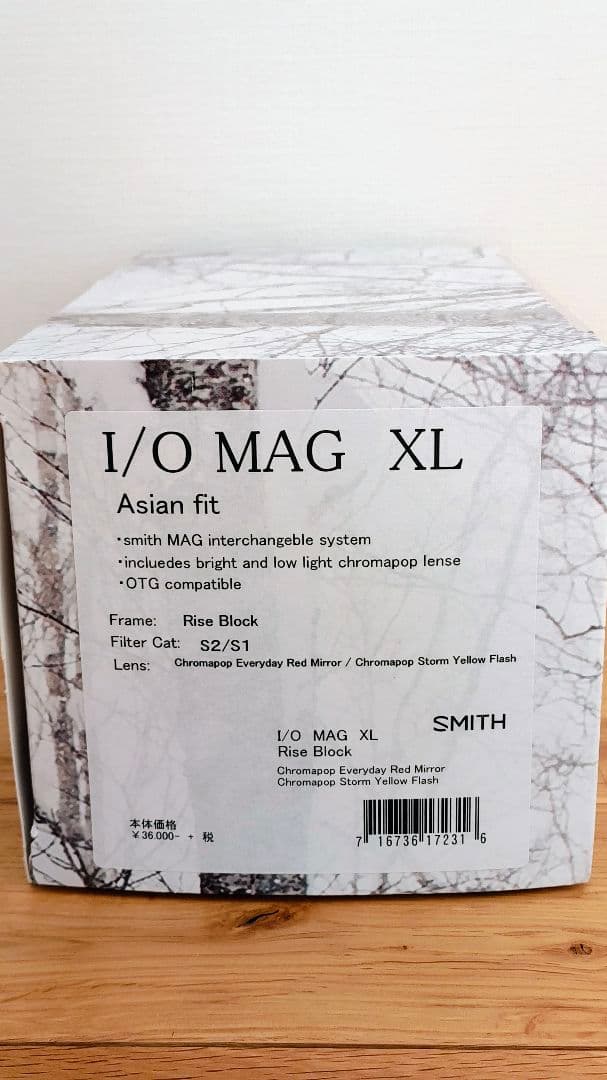 I/O MAG XL
Asian fit
・smith MAG interchangeble system
・incluedes bright and low light chromapop lense
・OTG compatible
Frame: Rise Block
Filter Cat: S2/S1
Lens: Chromapop Everyday Red Mirror / Chromapop Storm Yellow Flash
SMITH
I/O MAG XL
Rise Block
Chromapop Everyday Red Mirror
Chromapop Storm Yellow Flash
本体価格
¥36.000- + 税
7 16736 17231 6